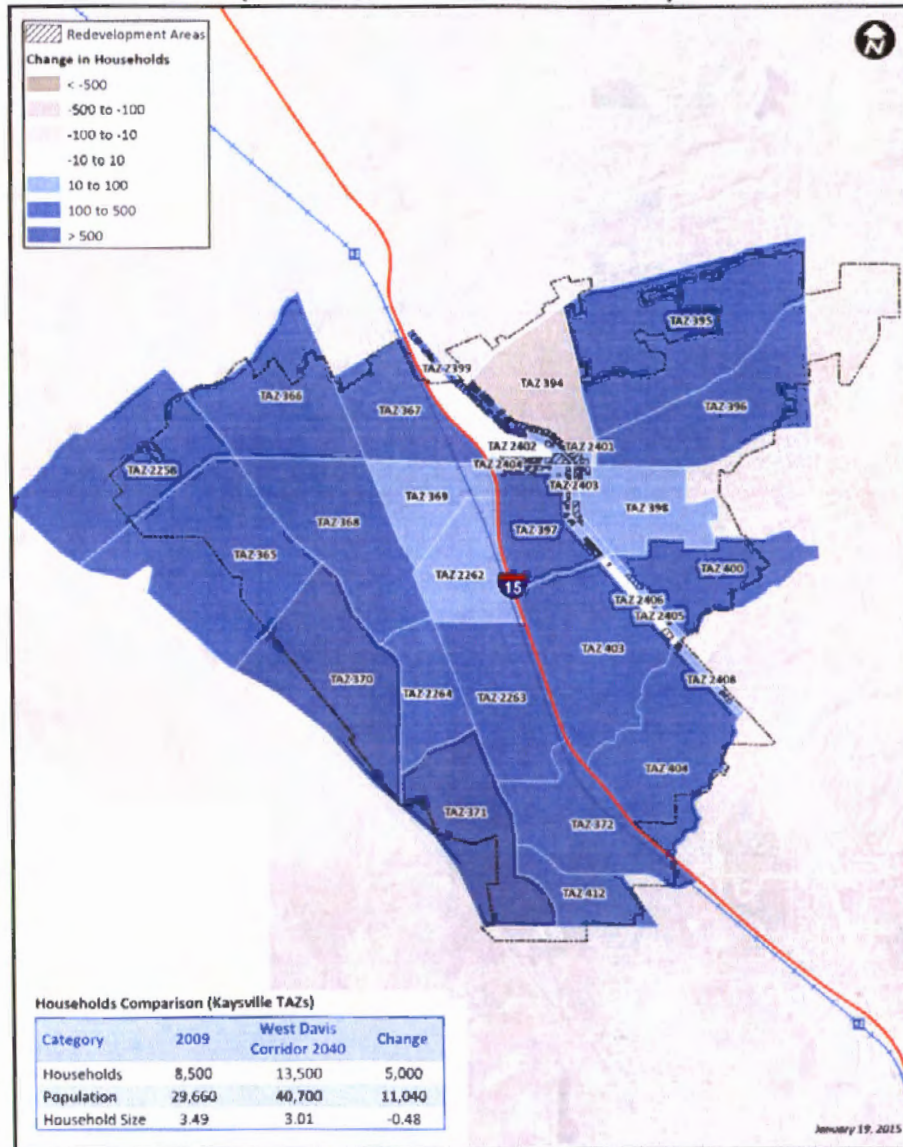 Redevelopment Areas
Change in Households
< -500
-500 to -100
-100 to -10
-10 to 10
10 to 100
100 to 500
> 500
N
TAZ 395
TAZ 2399
TAZ 394
TAZ 366
TAZ 367
TAZ 396
TAZ 2402
TAZ 2401
TAZ 2404
TAZ 2258
TAZ 2403
TAZ 369
TAZ 398
TAZ 368
TAZ 397
TAZ 365
TAZ 400
TAZ 2262
15
TAZ 2406
TAZ 2405
TAZ 403
TAZ 370
TAZ 2408
TAZ 2264
TAZ 2263
TAZ 404
TAZ 371
TAZ 372
TAZ 412
Households Comparison (Kaysville TAZs)
Category 2009 West Davis Corridor 2040 Change
Households 8,500 13,500 5,000
Population 29,660 40,700 11,040
Household Size 3.49 3.01 -0.48
January 19, 2015